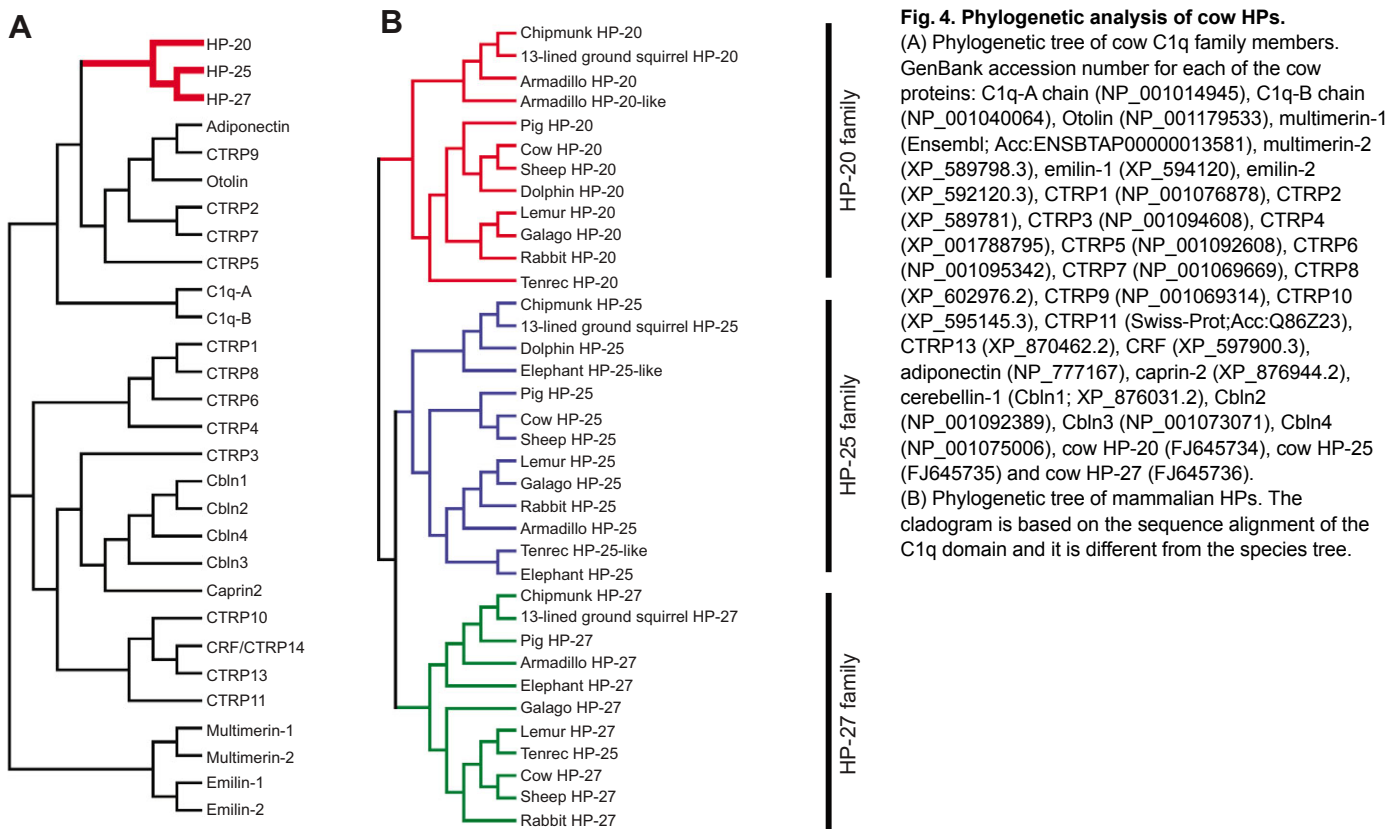 A
HP-20
HP-25
HP-27
Adiponectin
CTRP9
Otolin
CTRP2
CTRP7
CTRP5
C1q-A
C1q-B
CTRP1
CTRP8
CTRP6
CTRP4
CTRP3
Cbln1
Cbln2
Cbln4
Cbln3
Caprin2
CTRP10
CRF/CTRP14
CTRP13
CTRP11
Multimerin-1
Multimerin-2
Emilin-1
Emilin-2
B
Chipmunk HP-20
13-lined ground squirrel HP-20
Armadillo HP-20
Armadillo HP-20-like
Pig HP-20
Cow HP-20
Sheep HP-20
Dolphin HP-20
Lemur HP-20
Galago HP-20
Rabbit HP-20
Tenrec HP-20
Chipmunk HP-25
13-lined ground squirrel HP-25
Dolphin HP-25
Elephant HP-25-like
Pig HP-25
Cow HP-25
Sheep HP-25
Lemur HP-25
Galago HP-25
Rabbit HP-25
Armadillo HP-25
Tenrec HP-25-like
Elephant HP-25
Chipmunk HP-27
13-lined ground squirrel HP-27
Pig HP-27
Armadillo HP-27
Elephant HP-27
Galago HP-27
Lemur HP-27
Tenrec HP-25
Cow HP-27
Sheep HP-27
Rabbit HP-27
HP-20 family
HP-25 family
HP-27 family
Fig. 4. Phylogenetic analysis of cow HPs.
(A) Phylogenetic tree of cow C1q family members.
GenBank accession number for each of the cow
proteins: C1q-A chain (NP_001014945), C1q-B chain
(NP_001040064), Otolin (NP_001179533), multimerin-1
(Ensembl; Acc:ENSBTAP00000013581), multimerin-2
(XP_589798.3), emilin-1 (XP_594120), emilin-2
(XP_592120.3), CTRP1 (NP_001076878), CTRP2
(XP_589781), CTRP3 (NP_001094608), CTRP4
(XP_001788795), CTRP5 (NP_001092608), CTRP6
(NP_001095342), CTRP7 (NP_001069669), CTRP8
(XP_602976.2), CTRP9 (NP_001069314), CTRP10
(XP_595145.3), CTRP11 (Swiss-Prot;Acc:Q86Z23),
CTRP13 (XP_870462.2), CRF (XP_597900.3),
adiponectin (NP_777167), caprin-2 (XP_876944.2),
cerebellin-1 (Cbln1; XP_876031.2), Cbln2
(NP_001092389), Cbln3 (NP_001073071), Cbln4
(NP_001075006), cow HP-20 (FJ645734), cow HP-25
(FJ645735) and cow HP-27 (FJ645736).
(B) Phylogenetic tree of mammalian HPs. The
cladogram is based on the sequence alignment of the
C1q domain and it is different from the species tree.